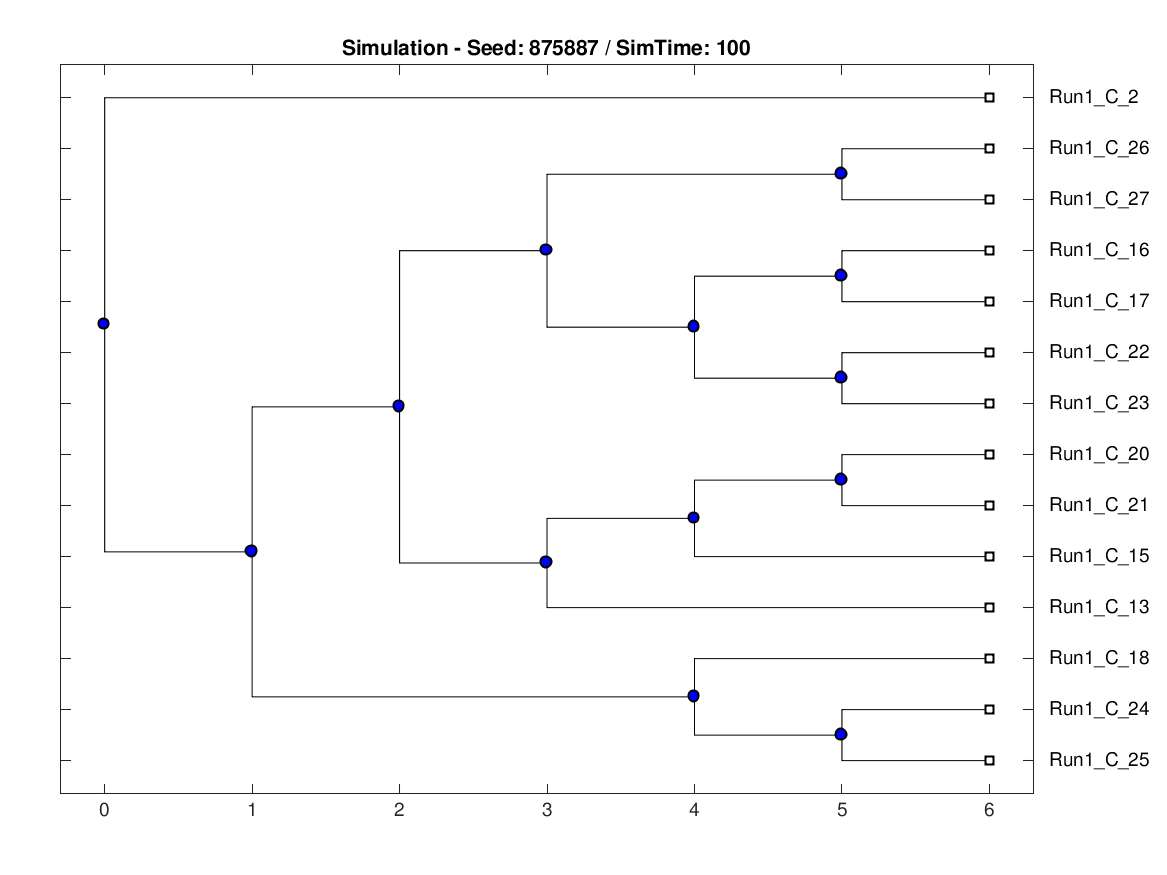 Simulation - Seed: 875887 / SimTime: 100
Run1_C_2
Run1_C_26
Run1_C_27
Run1_C_16
Run1_C_17
Run1_C_22
Run1_C_23
Run1_C_20
Run1_C_21
Run1_C_15
Run1_C_13
Run1_C_18
Run1_C_24
Run1_C_25
0 1 2 3 4 5 6